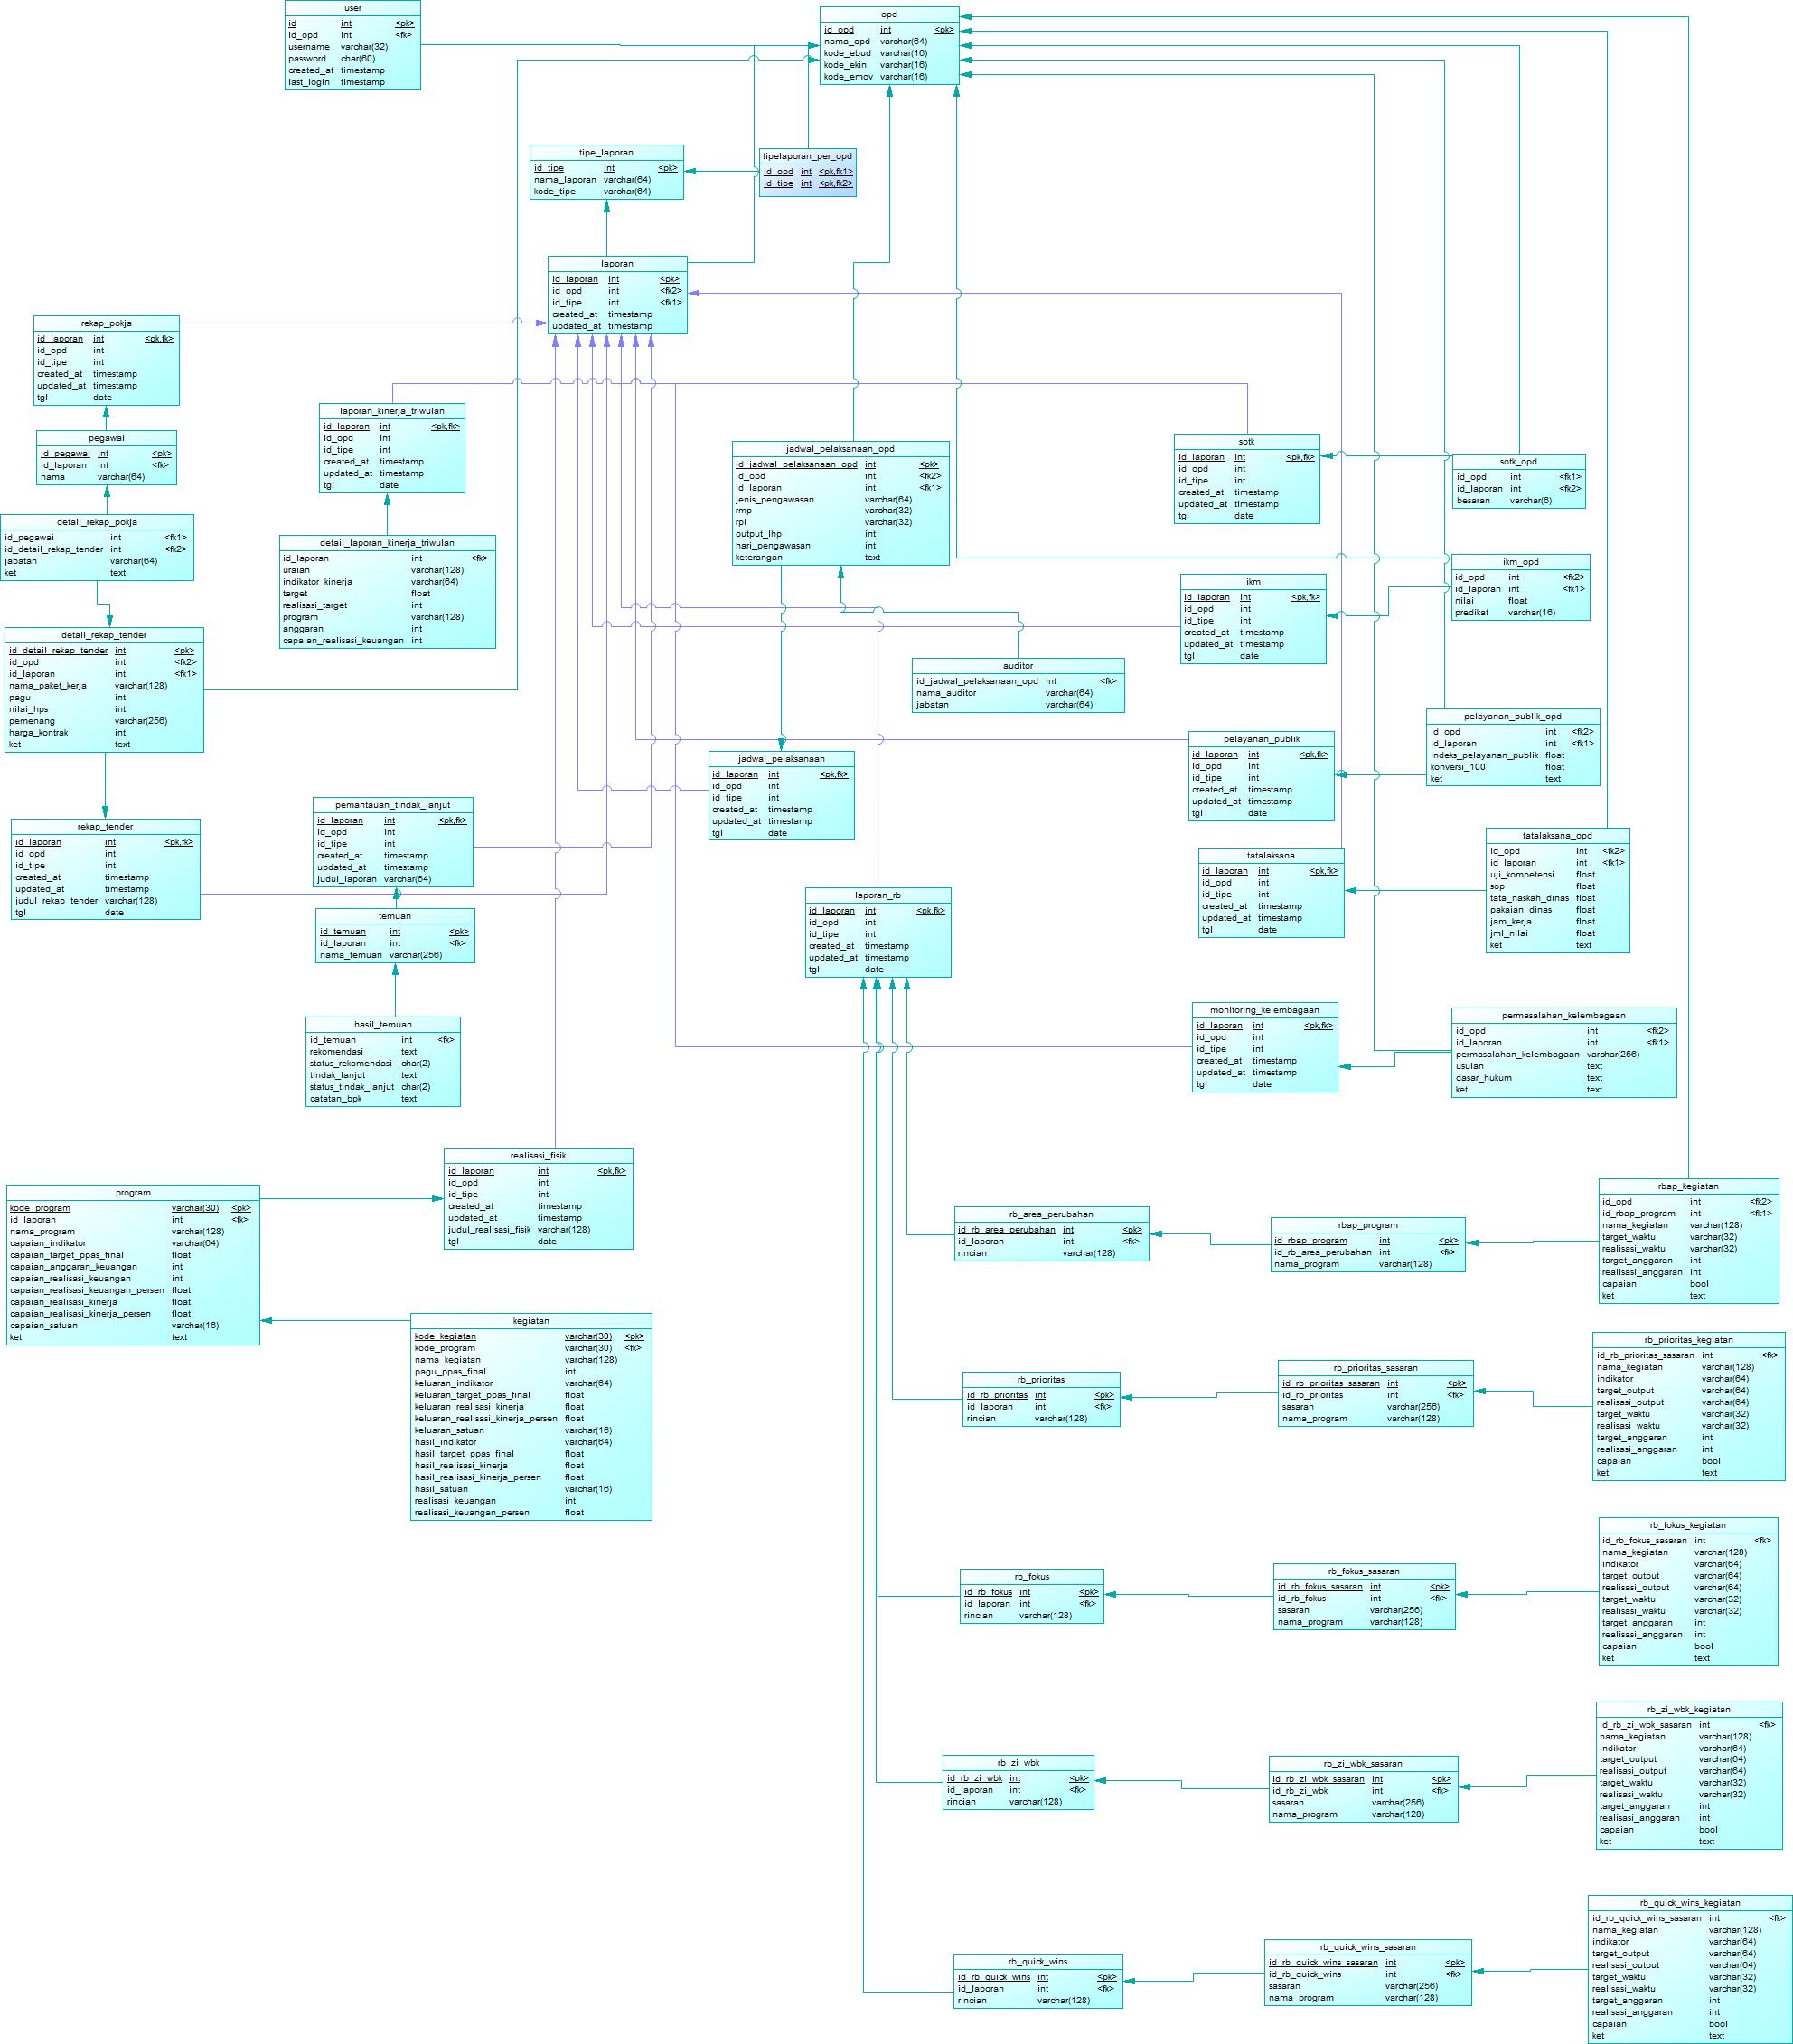 user
id int <pk>
id_opd int <fk>
username varchar(32)
password char(60)
created_at timestamp
last_login timestamp
opd
id_opd int <pk>
nama_opd varchar(64)
kode_ebud varchar(16)
kode_ekin varchar(16)
kode_emov varchar(16)
tipe_laporan
id_tipe int <pk>
nama_laporan varchar(64)
kode_tipe varchar(64)
tipelaporan_per_opd
id_opd int <pk,fk1>
id_tipe int <pk,fk2>
laporan
id_laporan int <pk>
id_opd int <fk2>
id_tipe int <fk1>
created_at timestamp
updated_at timestamp
rekap_pokja
id_laporan int <pk,fk>
id_opd int
id_tipe int
created_at timestamp
updated_at timestamp
tgl date
pegawai
id_pegawai int <pk>
id_laporan int <fk>
nama varchar(64)
detail_rekap_pokja
id_pegawai int <fk1>
id_detail_rekap_tender int <fk2>
jabatan varchar(64)
ket text
detail_rekap_tender
id_detail_rekap_tender int <pk>
id_opd int <fk2>
id_laporan int <fk1>
nama_paket_kerja varchar(128)
pagu int
nilai_hps int
pemenang varchar(256)
harga_kontrak int
ket text
rekap_tender
id_laporan int <pk,fk>
id_opd int
id_tipe int
created_at timestamp
updated_at timestamp
judul_rekap_tender varchar(128)
tgl date
laporan_kinerja_triwulan
id_laporan int <pk,fk>
id_opd int
id_tipe int
created_at timestamp
updated_at timestamp
tgl date
detail_laporan_kinerja_triwulan
id_laporan int <fk>
uraian varchar(128)
indikator_kinerja varchar(64)
target float
realisasi_target int
program varchar(128)
anggaran int
capaian_realisasi_keuangan int
pemantauan_tindak_lanjut
id_laporan int <pk,fk>
id_opd int
id_tipe int
created_at timestamp
updated_at timestamp
judul_laporan varchar(64)
temuan
id_temuan int <pk>
id_laporan int <fk>
nama_temuan varchar(256)
hasil_temuan
id_temuan int <fk>
rekomendasi text
status_rekomendasi char(2)
tindak_lanjut text
status_tindak_lanjut char(2)
catatan_bpk text
jadwal_pelaksanaan_opd
id_jadwal_pelaksanaan_opd int <pk>
id_opd int <fk2>
id_laporan int <fk1>
jenis_pengawasan varchar(64)
rmp varchar(32)
rpl varchar(32)
output_lhp int
hari_pengawasan int
keterangan text
auditor
id_jadwal_pelaksanaan_opd int <fk>
nama_auditor varchar(64)
jabatan varchar(64)
jadwal_pelaksanaan
id_laporan int <pk,fk>
id_opd int
id_tipe int
created_at timestamp
updated_at timestamp
tgl date
laporan_rb
id_laporan int <pk,fk>
id_opd int
id_tipe int
created_at timestamp
updated_at timestamp
tgl date
sotk
id_laporan int <pk,fk>
id_opd int
id_tipe int
created_at timestamp
updated_at timestamp
tgl date
sotk_opd
id_opd int <fk1>
id_laporan int <fk2>
besaran varchar(6)
ikm
id_laporan int <pk,fk>
id_opd int
id_tipe int
created_at timestamp
updated_at timestamp
tgl date
ikm_opd
id_opd int <fk2>
id_laporan int <fk1>
nilai float
predikat varchar(16)
pelayanan_publik
id_laporan int <pk,fk>
id_opd int
id_tipe int
created_at timestamp
updated_at timestamp
tgl date
pelayanan_publik_opd
id_opd int <fk2>
id_laporan int <fk1>
indeks_pelayanan_publik float
konversi_100 float
ket text
tatalaksana
id_laporan int <pk,fk>
id_opd int
id_tipe int
created_at timestamp
updated_at timestamp
tgl date
tatalaksana_opd
id_opd int <fk2>
id_laporan int <fk1>
uji_kompetensi float
sop float
tata_naskah_dinas float
pakaian_dinas float
jam_kerja float
jml_nilai float
ket text
monitoring_kelembagaan
id_laporan int <pk,fk>
id_opd int
id_tipe int
created_at timestamp
updated_at timestamp
tgl date
permasalahan_kelembagaan
id_opd int <fk2>
id_laporan int <fk1>
permasalahan_kelembagaan varchar(256)
usulan text
dasar_hukum text
ket text
realisasi_fisik
id_laporan int <pk,fk>
id_opd int
id_tipe int
created_at timestamp
updated_at timestamp
judul_realisasi_fisik varchar(128)
tgl date
program
kode_program varchar(30) <pk>
id_laporan int <fk>
nama_program varchar(128)
capaian_indikator varchar(64)
capaian_target_ppas_final float
capaian_anggaran_keuangan int
capaian_realisasi_keuangan int
capaian_realisasi_keuangan_persen float
capaian_realisasi_kinerja float
capaian_realisasi_kinerja_persen float
capaian_satuan varchar(16)
ket text
kegiatan
kode_kegiatan varchar(30) <pk>
kode_program varchar(30) <fk>
nama_kegiatan varchar(128)
pagu_ppas_final int
keluaran_indikator varchar(64)
keluaran_target_ppas_final float
keluaran_realisasi_kinerja float
keluaran_realisasi_kinerja_persen float
keluaran_satuan varchar(16)
hasil_indikator varchar(64)
hasil_target_ppas_final float
hasil_realisasi_kinerja float
hasil_realisasi_kinerja_persen float
hasil_satuan varchar(16)
realisasi_keuangan int
realisasi_keuangan_persen float
rb_area_perubahan
id_rb_area_perubahan int <pk>
id_laporan int <fk>
rincian varchar(128)
rbap_program
id_rbap_program int <pk>
id_rb_area_perubahan int <fk>
nama_program varchar(128)
rbap_kegiatan
id_opd int <fk2>
id_rbap_program int <fk1>
nama_kegiatan varchar(128)
target_waktu varchar(32)
realisasi_waktu varchar(32)
target_anggaran int
realisasi_anggaran int
capaian bool
ket text
rb_prioritas
id_rb_prioritas int <pk>
id_laporan int <fk>
rincian varchar(128)
rb_prioritas_sasaran
id_rb_prioritas_sasaran int <pk>
id_rb_prioritas int <fk>
sasaran varchar(256)
nama_program varchar(128)
rb_prioritas_kegiatan
id_rb_prioritas_sasaran int <fk>
nama_kegiatan varchar(128)
indikator varchar(64)
target_output varchar(64)
realisasi_output varchar(64)
target_waktu varchar(32)
realisasi_waktu varchar(32)
target_anggaran int
realisasi_anggaran int
capaian bool
ket text
rb_fokus
id_rb_fokus int <pk>
id_laporan int <fk>
rincian varchar(128)
rb_fokus_sasaran
id_rb_fokus_sasaran int <pk>
id_rb_fokus int <fk>
sasaran varchar(256)
nama_program varchar(128)
rb_fokus_kegiatan
id_rb_fokus_sasaran int <fk>
nama_kegiatan varchar(128)
indikator varchar(64)
target_output varchar(64)
realisasi_output varchar(64)
target_waktu varchar(32)
realisasi_waktu varchar(32)
target_anggaran int
realisasi_anggaran int
capaian bool
ket text
rb_zi_wbk
id_rb_zi_wbk int <pk>
id_laporan int <fk>
rincian varchar(128)
rb_zi_wbk_sasaran
id_rb_zi_wbk_sasaran int <pk>
id_rb_zi_wbk int <fk>
sasaran varchar(256)
nama_program varchar(128)
rb_zi_wbk_kegiatan
id_rb_zi_wbk_sasaran int <fk>
nama_kegiatan varchar(128)
indikator varchar(64)
target_output varchar(64)
realisasi_output varchar(64)
target_waktu varchar(32)
realisasi_waktu varchar(32)
target_anggaran int
realisasi_anggaran int
capaian bool
ket text
rb_quick_wins
id_rb_quick_wins int <pk>
id_laporan int <fk>
rincian varchar(128)
rb_quick_wins_sasaran
id_rb_quick_wins_sasaran int <pk>
id_rb_quick_wins int <fk>
sasaran varchar(256)
nama_program varchar(128)
rb_quick_wins_kegiatan
id_rb_quick_wins_sasaran int <fk>
nama_kegiatan varchar(128)
indikator varchar(64)
target_output varchar(64)
realisasi_output varchar(64)
target_waktu varchar(32)
realisasi_waktu varchar(32)
target_anggaran int
realisasi_anggaran int
capaian bool
ket text